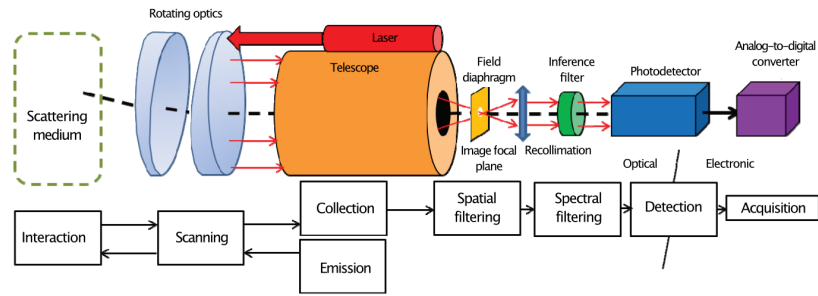 Rotating optics
Laser
Telescope
Field
diaphragm
Inference
filter
Photodetector
Analog-to-digital
converter
Scattering
medium
Image focal
plane
Recollimation
Optical
Electronic
Interaction
Scanning
Collection
Emission
Spatial
filtering
Spectral
filtering
Detection
Acquisition